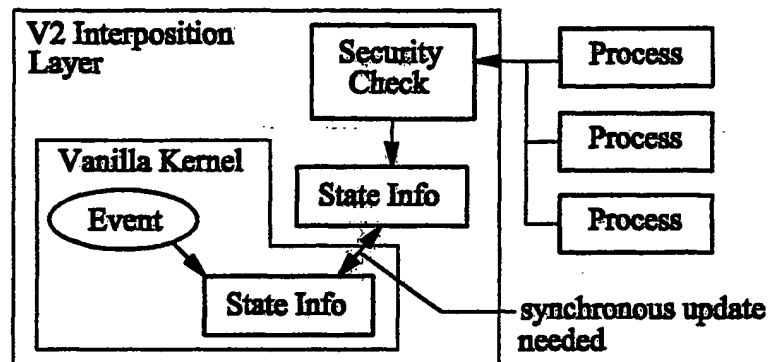 V2 Interposition
Layer
Security
Check
Process
Process
Process
Vanilla Kernel
Event
State Info
State Info
synchronous update
needed